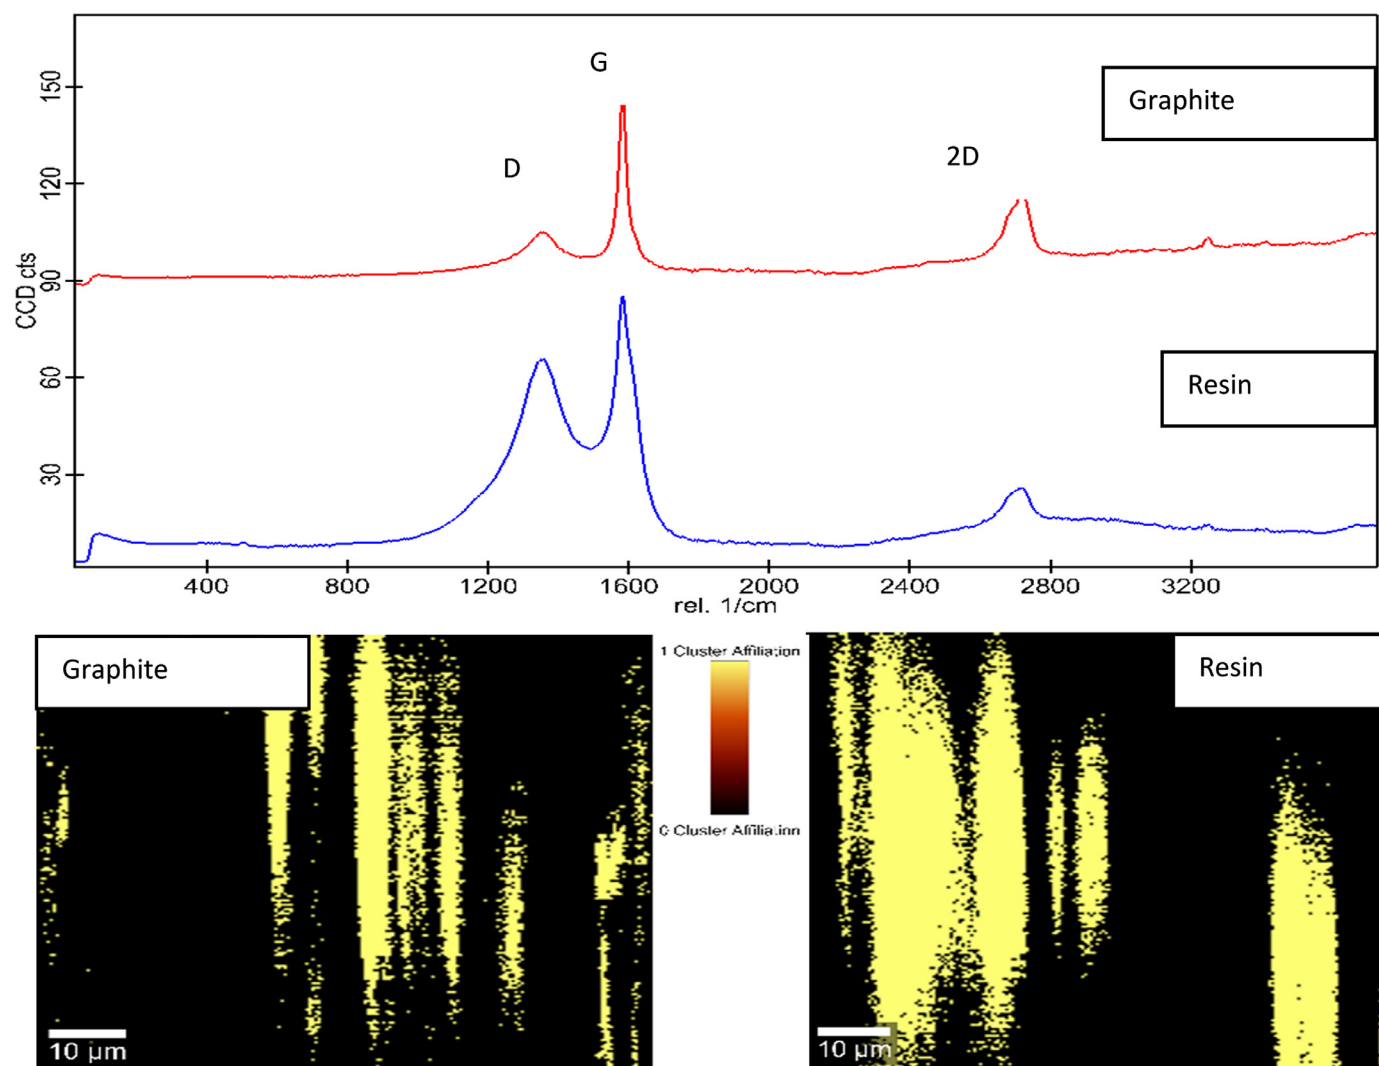 G
150
Graphite
D
2D
120
90
CCD cts
60
Resin
30
400 800 1200 1600 2000 2400 2800 3200
rel. 1/cm
Graphite
1 Cluster Affiliation
Resin
0 Cluster Affiliation
10 μm
10 μm